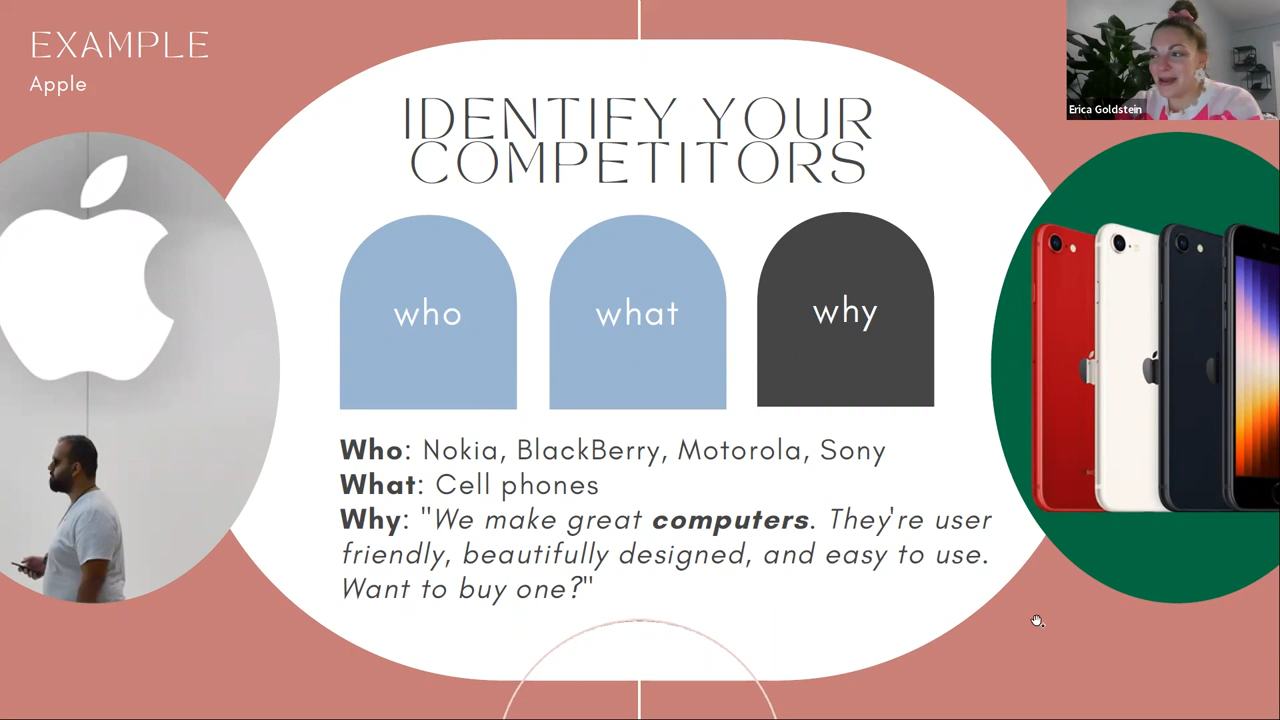 EXAMPLE
Apple
Erica Goldstein
IDENTIFY YOUR
COMPETITORS
who
what
why
Who: Nokia, BlackBerry, Motorola, Sony
What: Cell phones
Why: "We make great computers. They're user
friendly, beautifully designed, and easy to use.
Want to buy one?"